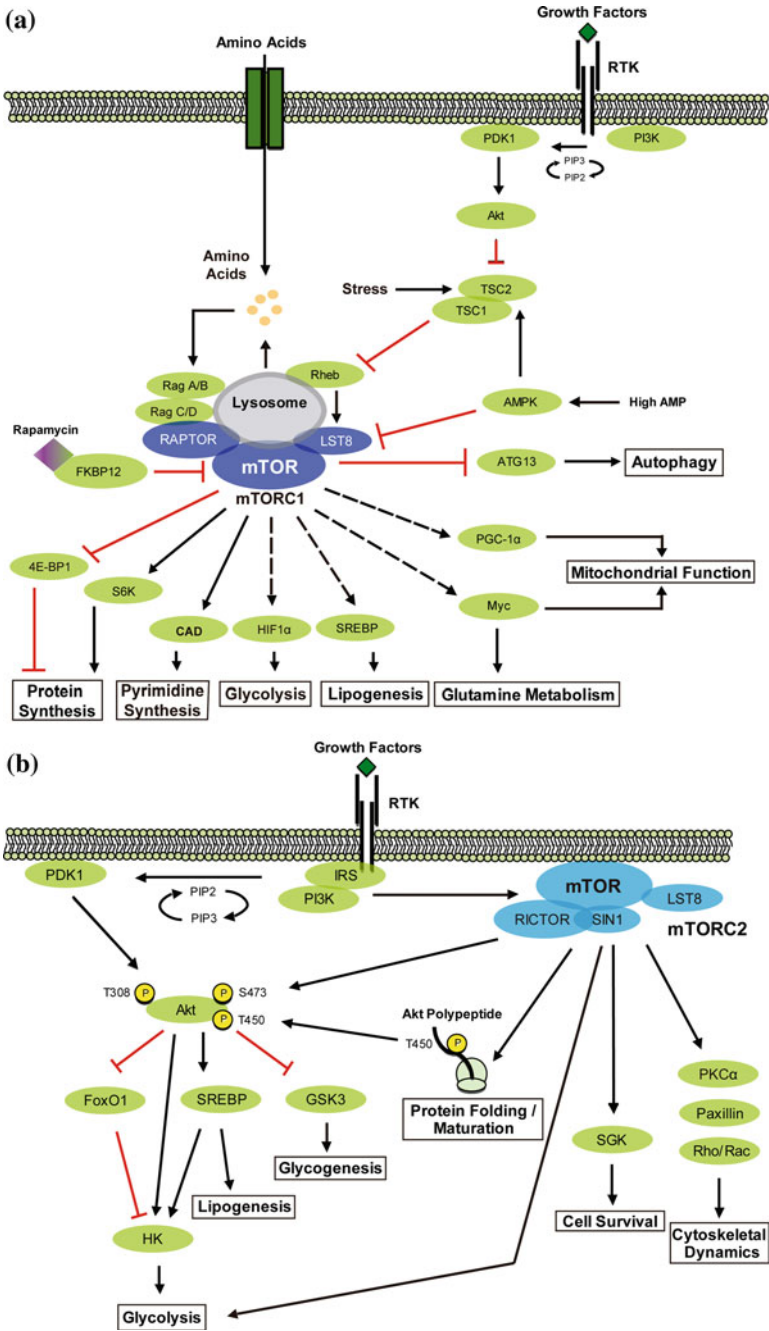 (a)
Growth Factors
Amino Acids
RTK
PDK1
PI3K
PIP3
PIP2
Akt
Amino
Acids
Stress
TSC2
TSC1
Rag A/B
Rheb
Lysosome
AMPK
High AMP
Rag C/D
Rapamycin
RAPTOR
LST8
FKBP12
mTOR
ATG13
Autophagy
mTORC1
PGC-1α
4E-BP1
Mitochondrial Function
S6K
Myc
CAD
HIF1α
SREBP
Protein
Synthesis
Pyrimidine
Synthesis
Glycolysis
Lipogenesis
Glutamine Metabolism
(b)
Growth Factors
RTK
PDK1
IRS
PI3K
PIP2
PIP3
mTOR
LST8
RICTOR
SIN1
mTORC2
T308
P
P
S473
Akt
P
T450
Akt Polypeptide
T450
P
PKCα
FoxO1
SREBP
GSK3
Protein Folding /
Maturation
Paxillin
SGK
Rho/Rac
Glycogenesis
Lipogenesis
Cell Survival
HK
Cytoskeletal
Dynamics
Glycolysis